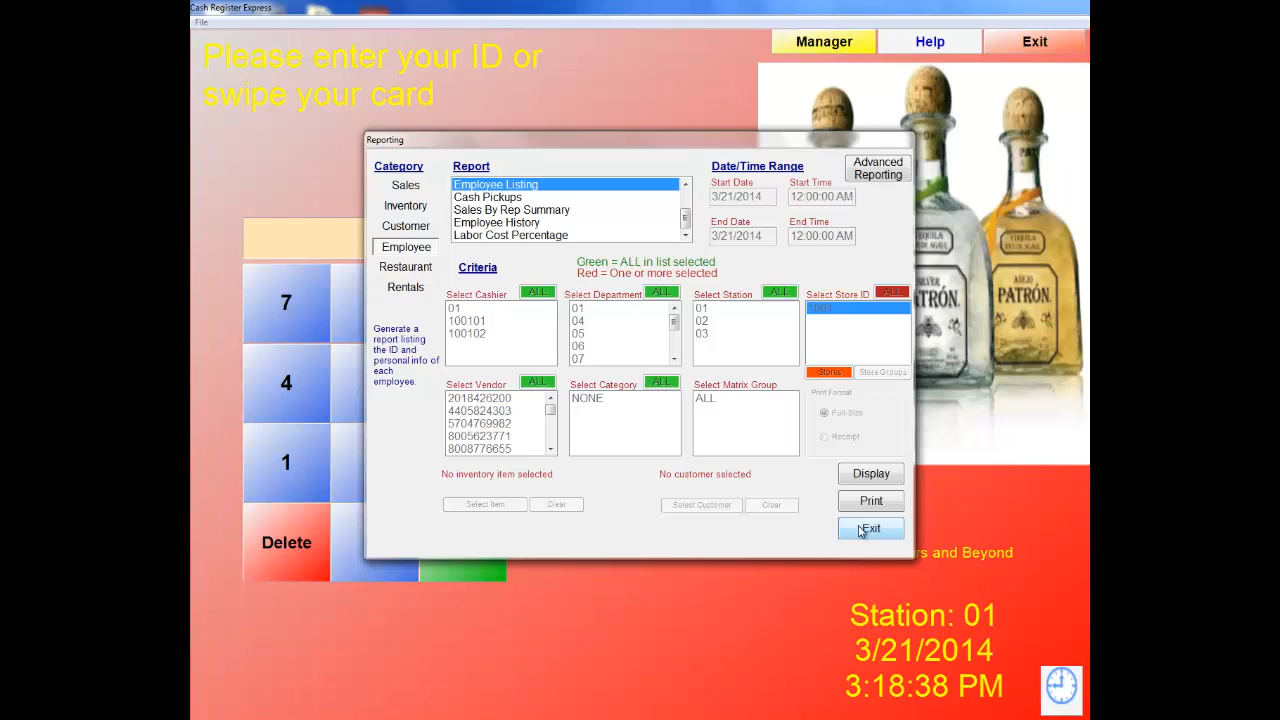 Cash Register Express
File
Please enter your ID or
swipe your card
Manager
Help
Exit
Reporting
Category
Sales
Inventory
Customer
Employee
Restaurant
Rentals
Generate a
report listing
the ID and
personal info of
each
employee.
Report
Employee Listing
Cash Pickups
Sales By Rep Summary
Employee History
Labor Cost Percentage
Date/Time Range
Advanced
Reporting
Start Date
Start Time
3/21/2014
12:00:00 AM
End Date
End Time
3/21/2014
12:00:00 AM
Criteria
Green = ALL in list selected
Red = One or more selected
Select Cashier
ALL
01
100101
100102
Select Department
ALL
01
04
05
06
07
Select Station
ALL
01
02
03
Select Store ID
ALL
1001
Stores
Store Groups
Select Vendor
ALL
2018426200
4405824303
5704769982
8005623771
8008776655
Select Category
ALL
NONE
Select Matrix Group
ALL
Print Format
Full-Size
Receipt
No inventory item selected
No customer selected
Select Item
Clear
Select Customer
Clear
Display
Print
Exit
7
4
1
Delete
TEQUILA
SILVER
PATRÓN.
TEQUILA
AÑEJO
PATRÓN.
rs and Beyond
Station: 01
3/21/2014
3:18:38 PM